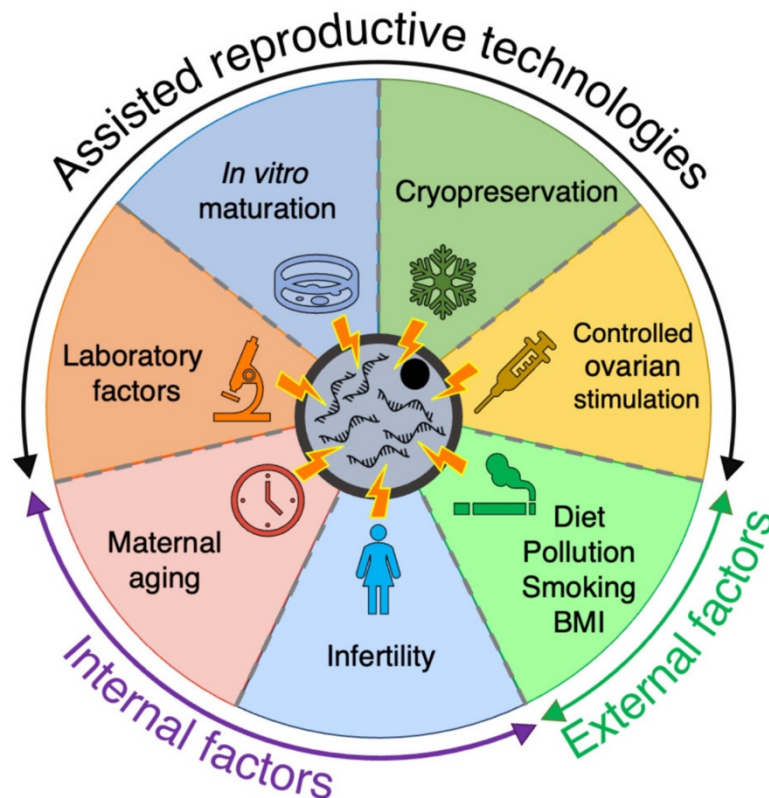 Assisted reproductive technologies
In vitro
maturation
Cryopreservation
Laboratory
factors
Controlled
ovarian
stimulation
Maternal
aging
Diet
Pollution
Smoking
BMI
Infertility
Internal factors
External factors